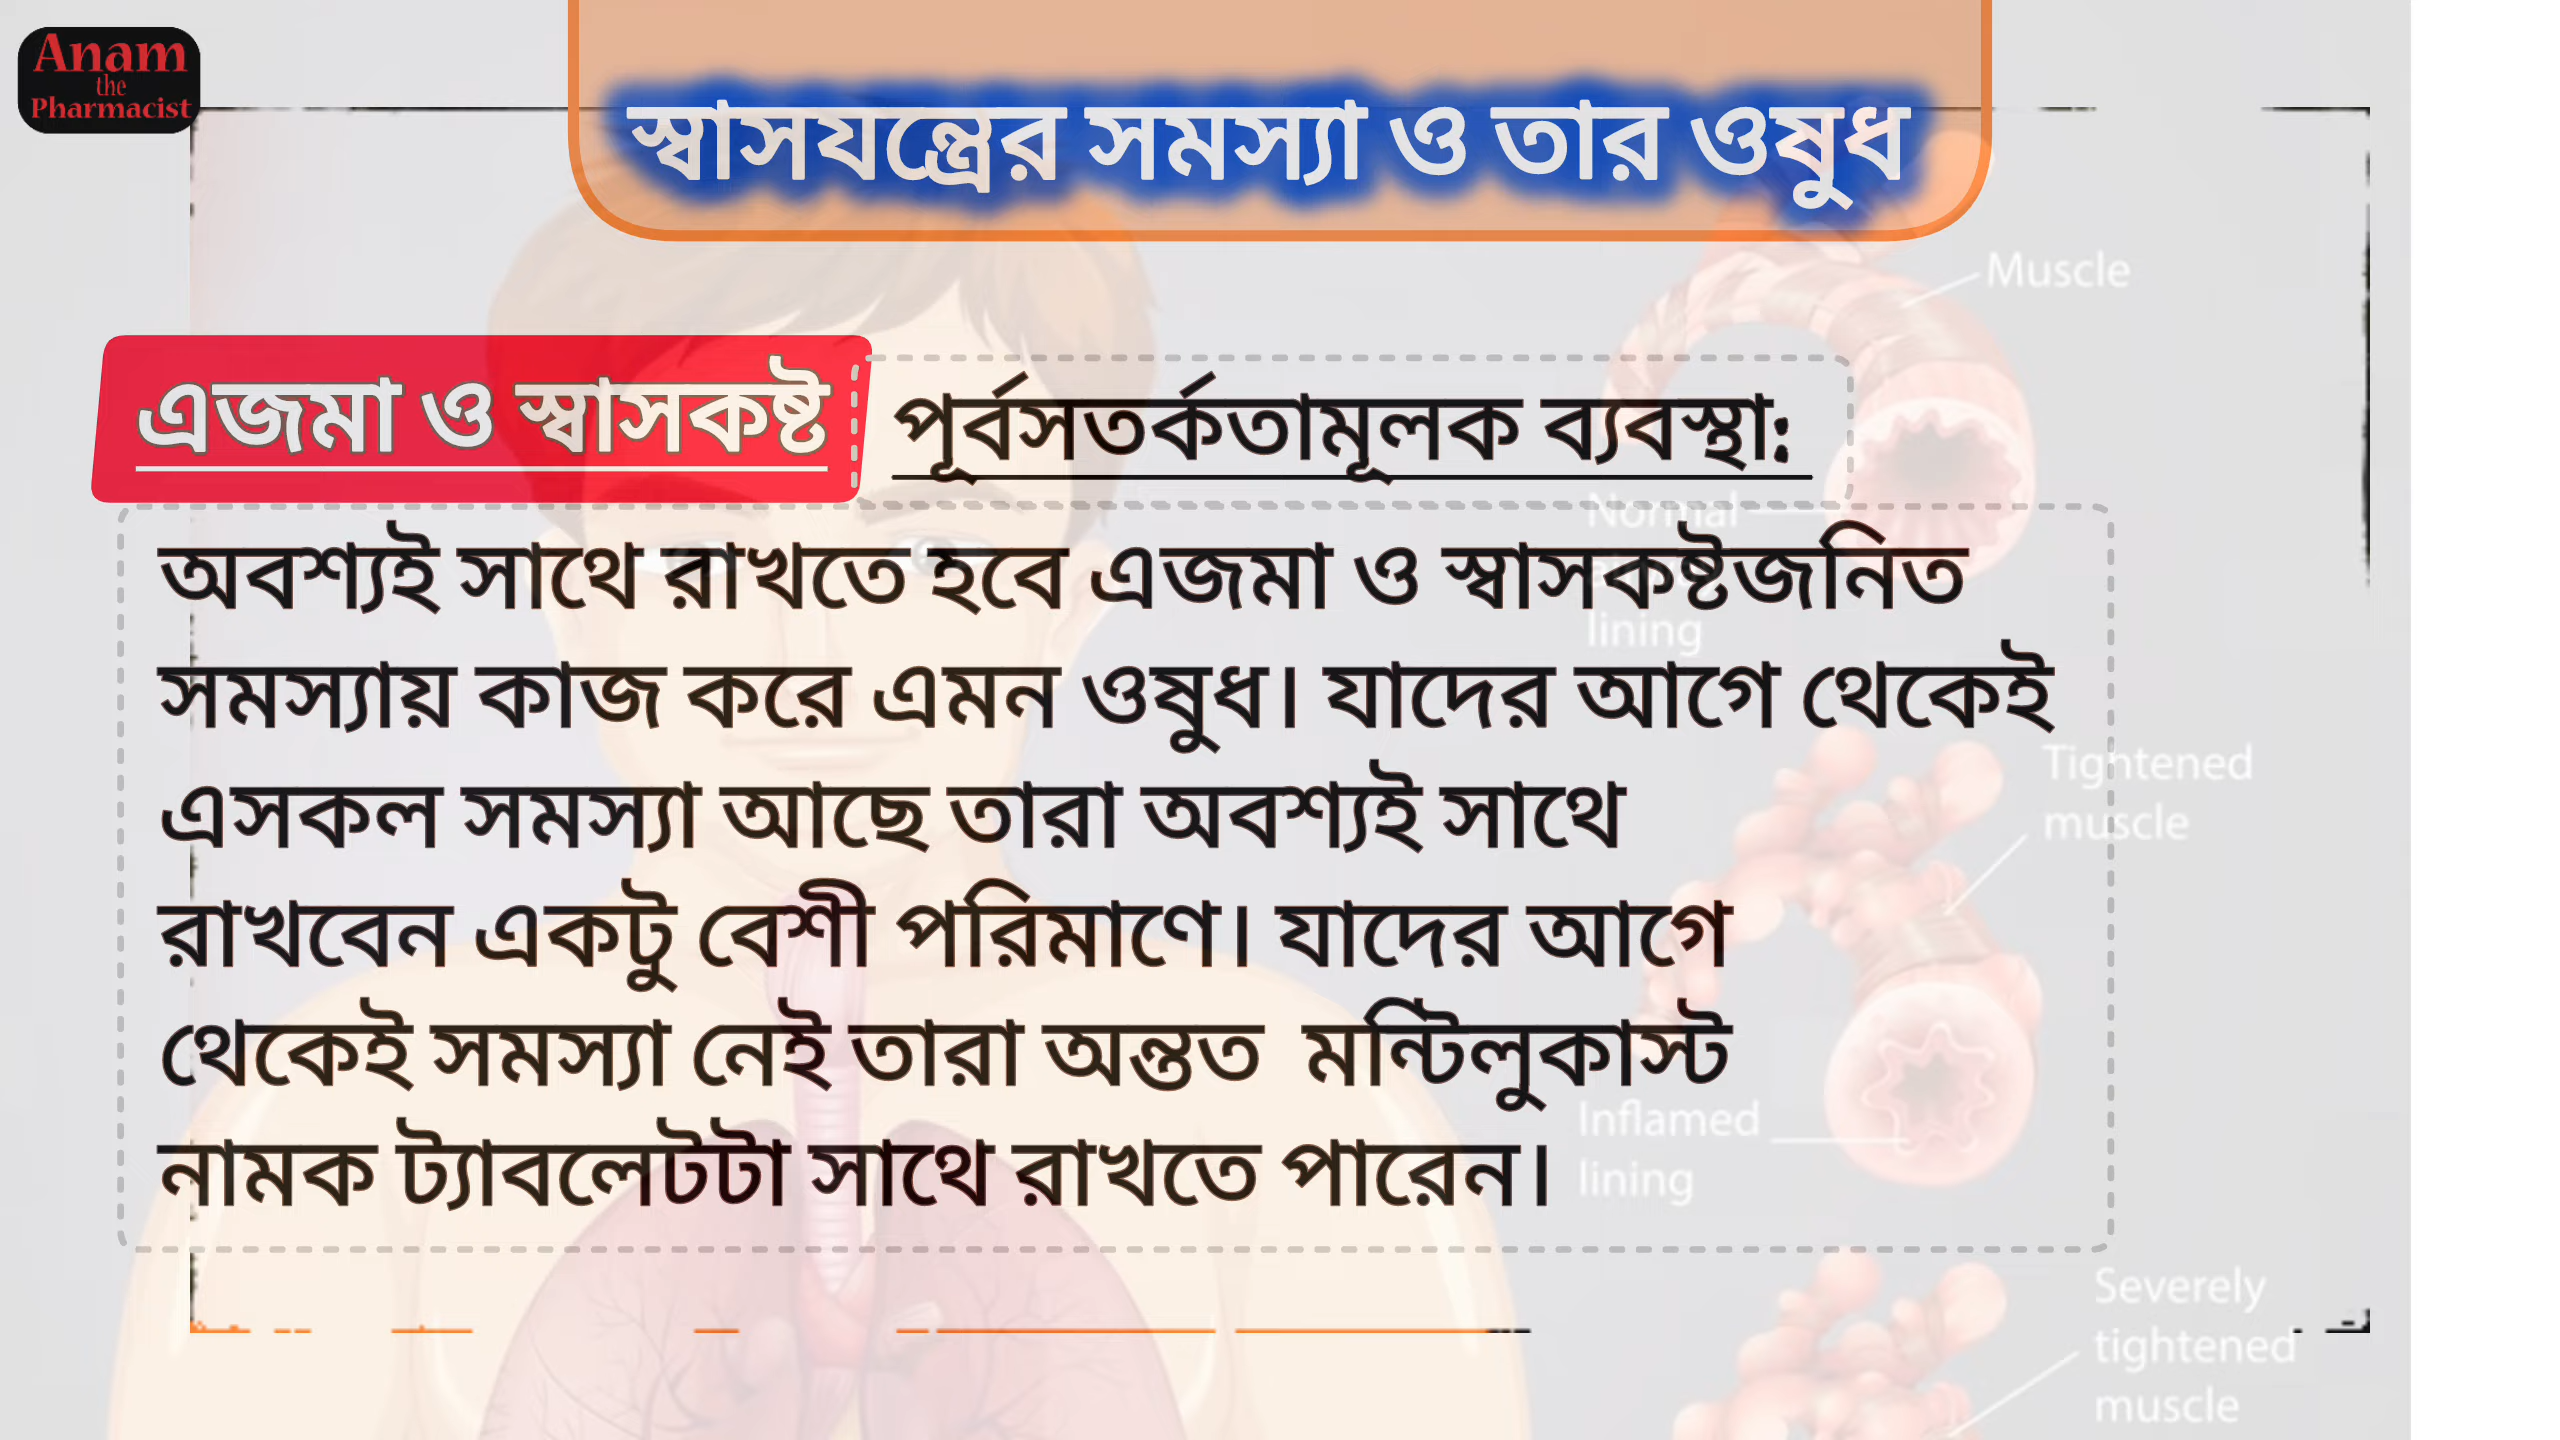 Anam
the
Pharmacist
স্বাসযন্ত্রের সমস্যা ও তার ওষুধ
Muscle
এজমা ও স্বাসকষ্ট
পূর্বসতর্কতামূলক ব্যবস্থা:
Normal
lining
অবশ্যই সাথে রাখতে হবে এজমা ও স্বাসকষ্টজনিত
সমস্যায় কাজ করে এমন ওষুধ। যাদের আগে থেকেই
এসকল সমস্যা আছে তারা অবশ্যই সাথে
রাখবেন একটু বেশী পরিমাণে। যাদের আগে
থেকেই সমস্যা নেই তারা অন্তত মন্টিলুকাস্ট
নামক ট্যাবলেটটা সাথে রাখতে পারেন।
Tightened
muscle
Inflamed
lining
Severely
tightened
muscle